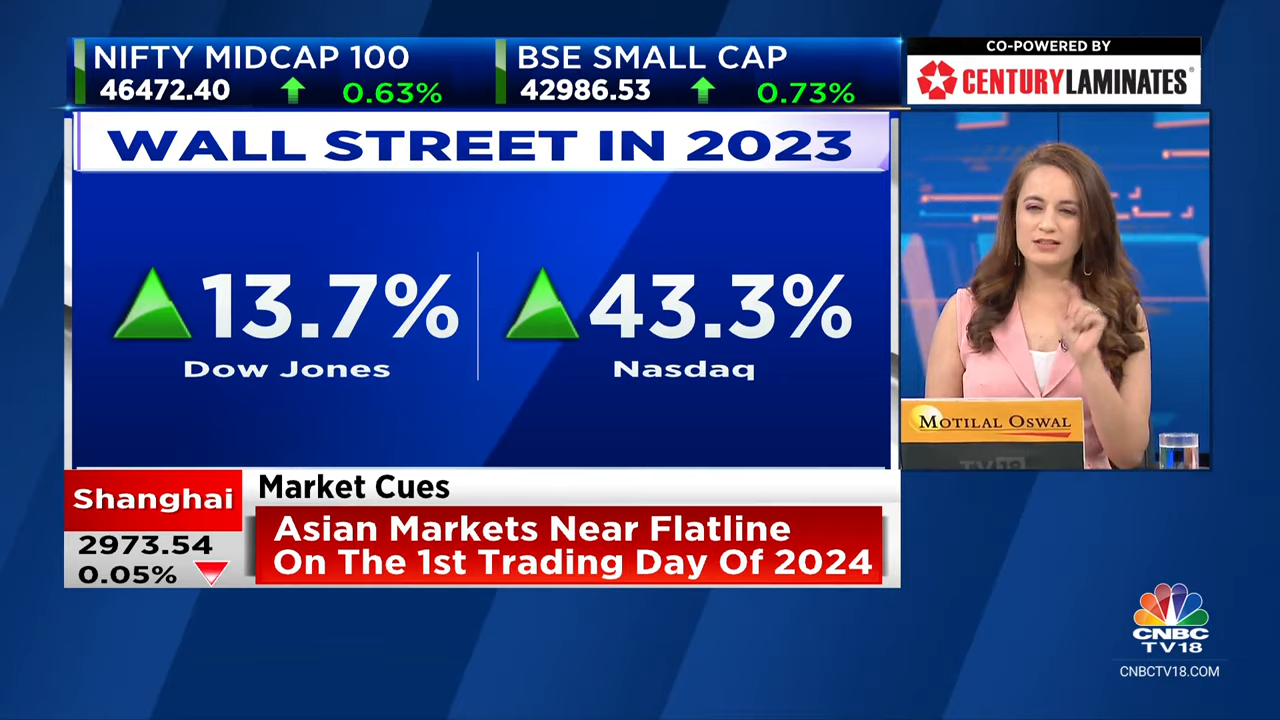 NIFTY MIDCAP 100
46472.40 0.63%
BSE SMALL CAP
42986.53 0.73%
CO-POWERED BY
CENTURYLAMINATES®
WALL STREET IN 2023
13.7%
Dow Jones
43.3%
Nasdaq
MOTILAL OSWAL
TV18
Shanghai
2973.54
0.05%
Market Cues
Asian Markets Near Flatline
On The 1st Trading Day Of 2024
CNBC
TV18
CNBCTV18.COM